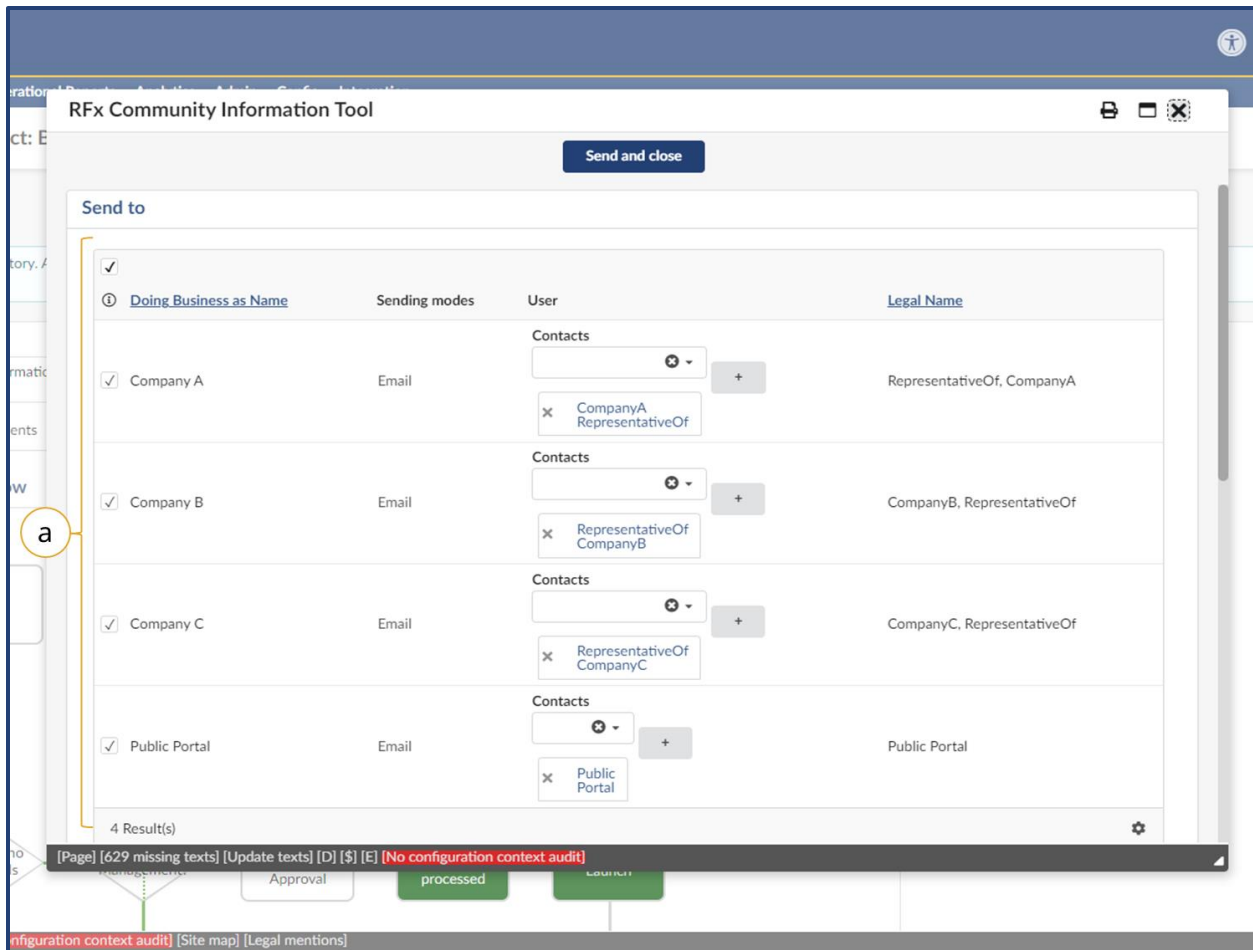 RFx Community Information Tool
ct: E
Send and close
Send to
tory. A
Doing Business as Name Sending modes User Legal Name
Contacts
Company A Email + RepresentativeOf, CompanyA
CompanyA
RepresentativeOf
ents
Contacts
ow
Company B Email + CompanyB, RepresentativeOf
a
RepresentativeOf
CompanyB
Contacts
Company C Email + CompanyC, RepresentativeOf
RepresentativeOf
CompanyC
Contacts
Public Portal Email + Public Portal
Public
Portal
4 Result(s)
[Page] [629 missing texts] [Update texts] [D] [$] [E] [No configuration context audit]
Approval processed Launch
onfiguration context audit] [Site map] [Legal mentions]